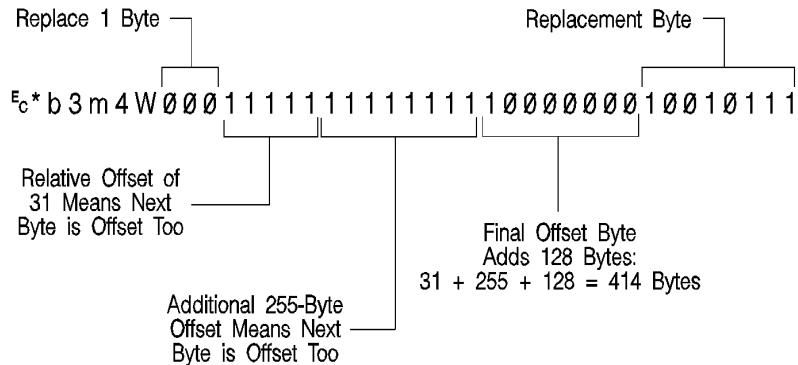 Replace 1 Byte
Replacement Byte
Ec*b3m4WØØØ11111111111111ØØØØØØØ1ØØ1Ø111
Relative Offset of
31 Means Next
Byte is Offset Too
Final Offset Byte
Adds 128 Bytes:
31 + 255 + 128 = 414 Bytes
Additional 255-Byte
Offset Means Next
Byte is Offset Too